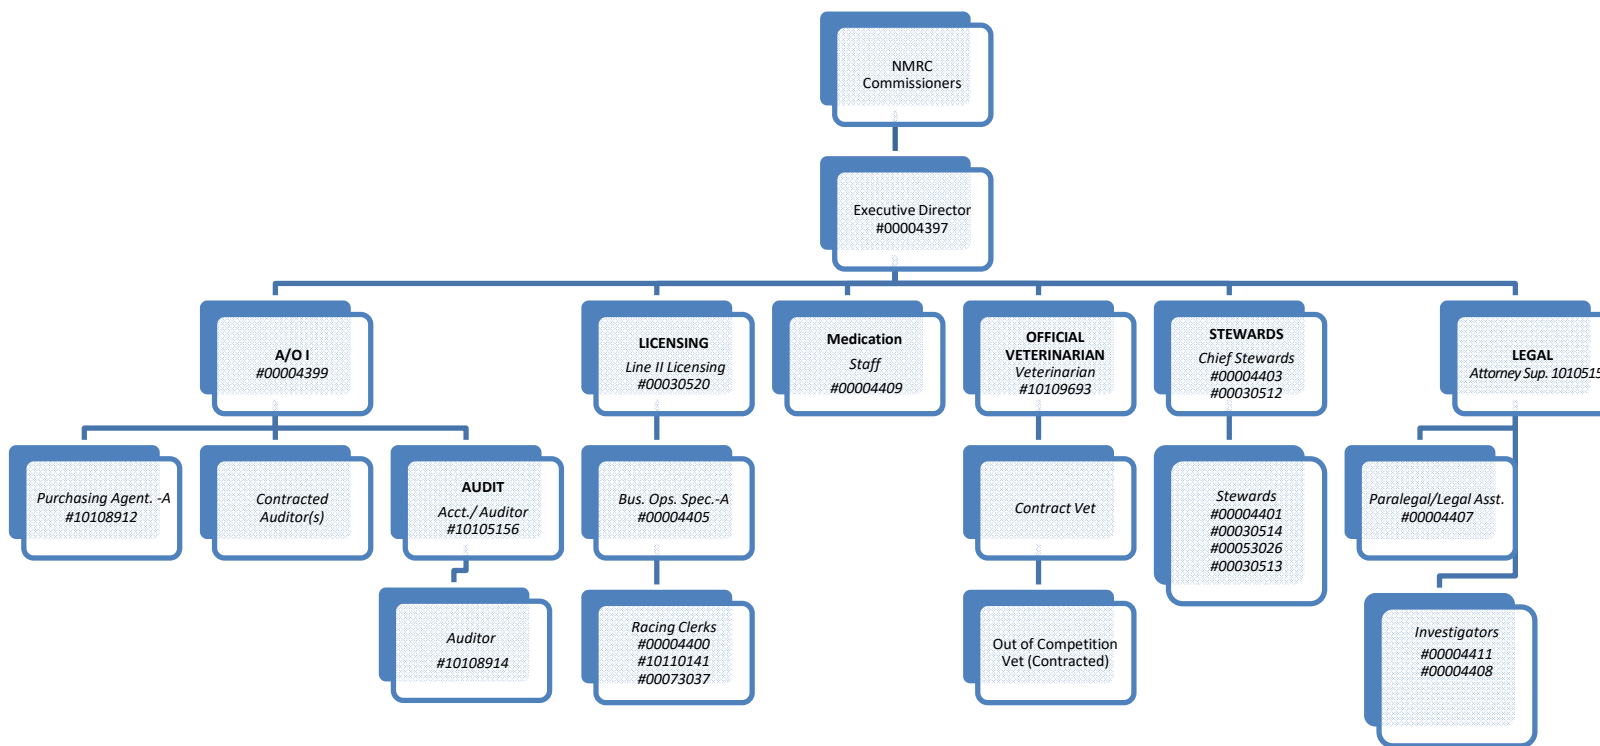 NMRC
Commissioners
Executive Director
#00004397
A/O I
#00004399
LICENSING
Line II Licensing
#00030520
Medication
Staff
#00004409
OFFICIAL
VETERINARIAN
Veterinarian
#10109693
STEWARDS
Chief Stewards
#00004403
#00030512
LEGAL
Attorney Sup. 1010515
Purchasing Agent. -A
#10108912
Contracted
Auditor(s)
AUDIT
Acct./ Auditor
#10105156
Bus. Ops. Spec.-A
#00004405
Contract Vet
Stewards
#00004401
#00030514
#00053026
#00030513
Paralegal/Legal Asst.
#00004407
Auditor
#10108914
Racing Clerks
#00004400
#10110141
#00073037
Out of Competition
Vet (Contracted)
Investigators
#00004411
#00004408